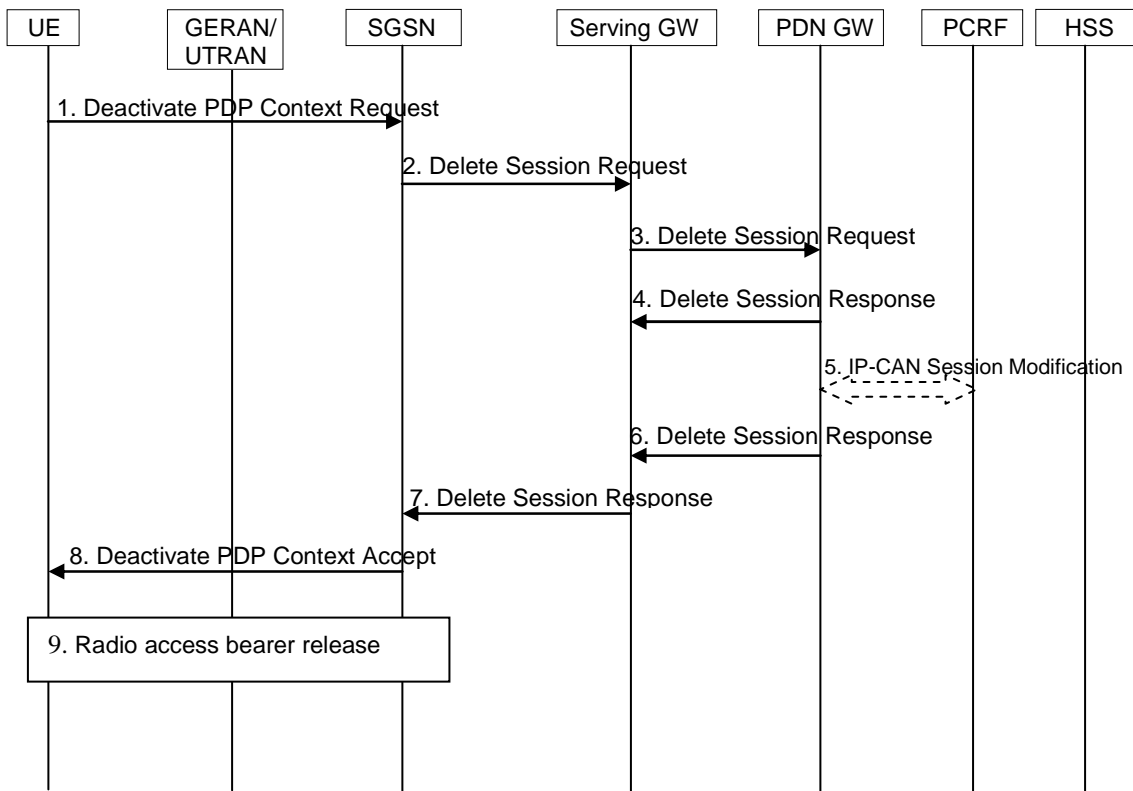 UE
GERAN/
UTRAN
SGSN
Serving GW
PDN GW
PCRF
HSS
1. Deactivate PDP Context Request
2. Delete Session Request
3. Delete Session Request
4. Delete Session Response
5. IP-CAN Session Modification
6. Delete Session Response
7. Delete Session Response
8. Deactivate PDP Context Accept
9. Radio access bearer release